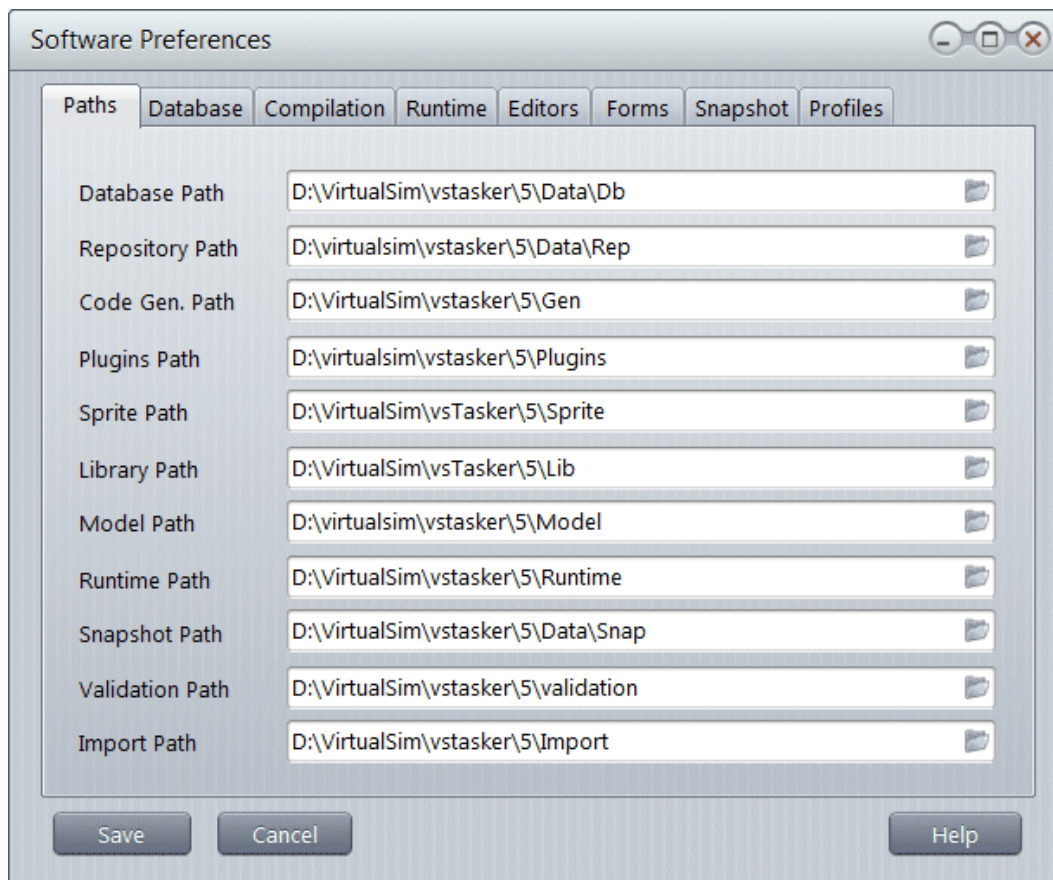 Software Preferences
Paths Database Compilation Runtime Editors Forms Snapshot Profiles
Database Path D:\VirtualSim\vstasker\5\Data\Db
Repository Path D:\virtualsim\vstasker\5\Data\Rep
Code Gen. Path D:\VirtualSim\vstasker\5\Gen
Plugins Path D:\virtualsim\vstasker\5\Plugins
Sprite Path D:\VirtualSim\vsTasker\5\Sprite
Library Path D:\VirtualSim\vsTasker\5\Lib
Model Path D:\virtualsim\vstasker\5\Model
Runtime Path D:\VirtualSim\vstasker\5\Runtime
Snapshot Path D:\VirtualSim\vstasker\5\Data\Snap
Validation Path D:\VirtualSim\vstasker\5\validation
Import Path D:\VirtualSim\vstasker\5\Import
Save Cancel Help